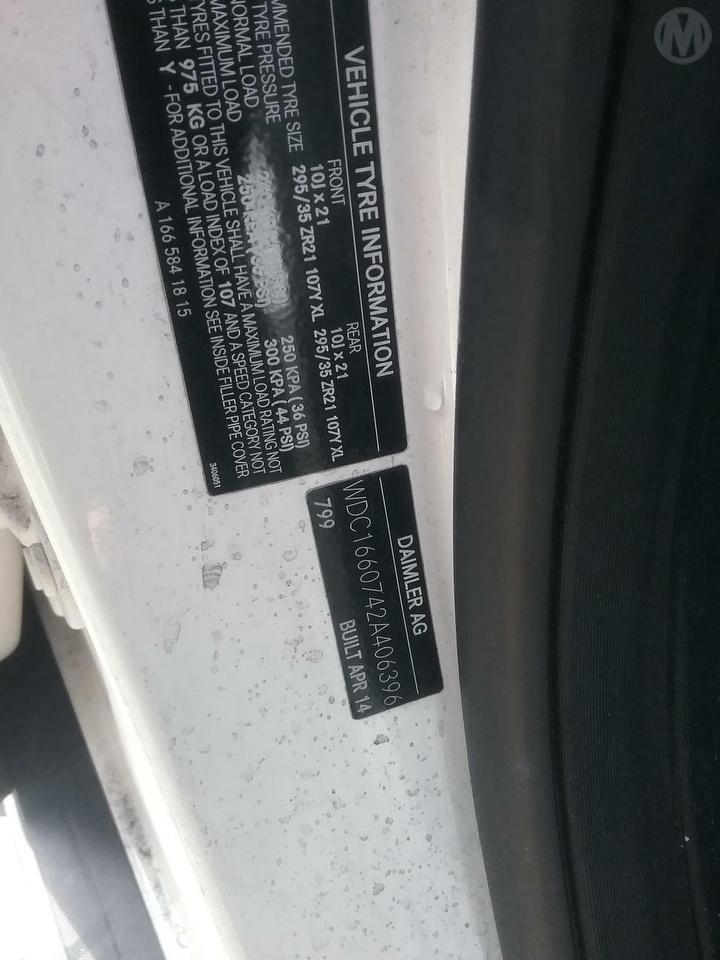 VEHICLE TYRE INFORMATION
FRONT REAR
10J x 21 10J x 21
MMENDED TYRE SIZE 295/35 ZR21 107Y XL 295/35 ZR21 107Y XL
TYRE PRESSURE
NORMAL LOAD 250 KPA (36 PSI)
MAXIMUM LOAD 300 KPA (44 PSI)
TYRES FITTED TO THIS VEHICLE SHALL HAVE A MAXIMUM LOAD RATING NOT
THAN 975 KG OR A LOAD INDEX OF 107 AND A SPEED CATEGORY NOT
THAN Y - FOR ADDITIONAL INFORMATION SEE INSIDE FILLER PIPE COVER
A 166 584 18 15
3406051
DAIMLER AG
WDC1660742A406396
799 BUILT APR 14
M